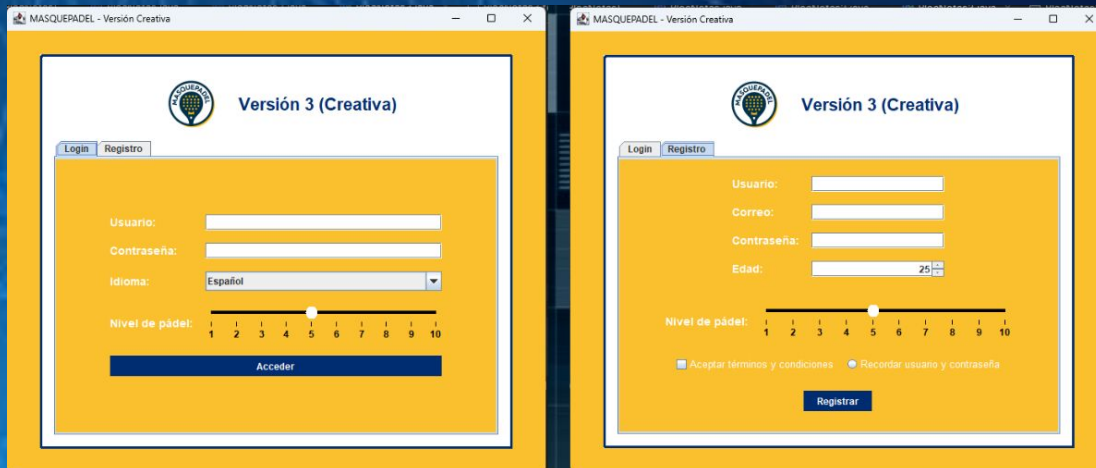 MASQUEPADEL - Versión Creativa
MASQUEPADEL
Versión 3 (Creativa)
Login Registro
Usuario:
Contraseña:
Idioma: Español
Nivel de pádel:
1 2 3 4 5 6 7 8 9 10
Acceder
MASQUEPADEL - Versión Creativa
MASQUEPADEL
Versión 3 (Creativa)
Login Registro
Usuario:
Correo:
Contraseña:
Edad: 25
Nivel de pádel:
1 2 3 4 5 6 7 8 9 10
Aceptar términos y condiciones Recordar usuario y contraseña
Registrar